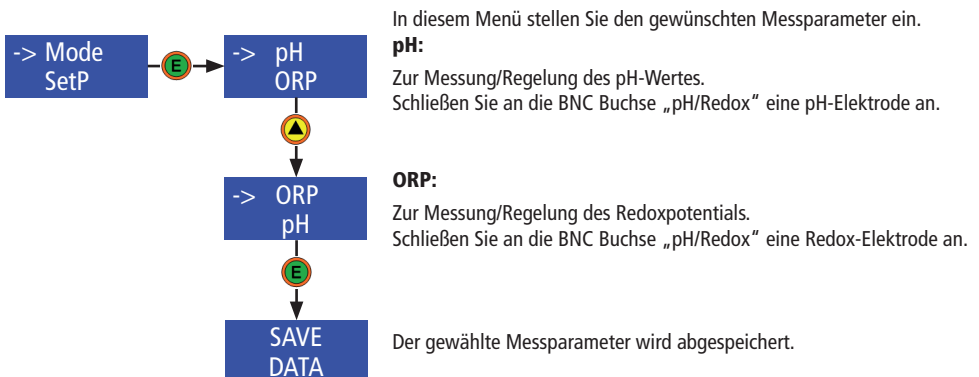 In diesem Menü stellen Sie den gewünschten Messparameter ein.
-> Mode
SetP
E
-> pH
ORP
pH:
Zur Messung/Regelung des pH-Wertes.
Schließen Sie an die BNC Buchse „pH/Redox“ eine pH-Elektrode an.
-> ORP
pH
ORP:
Zur Messung/Regelung des Redoxpotentials.
Schließen Sie an die BNC Buchse „pH/Redox“ eine Redox-Elektrode an.
E
SAVE
DATA
Der gewählte Messparameter wird abgespeichert.